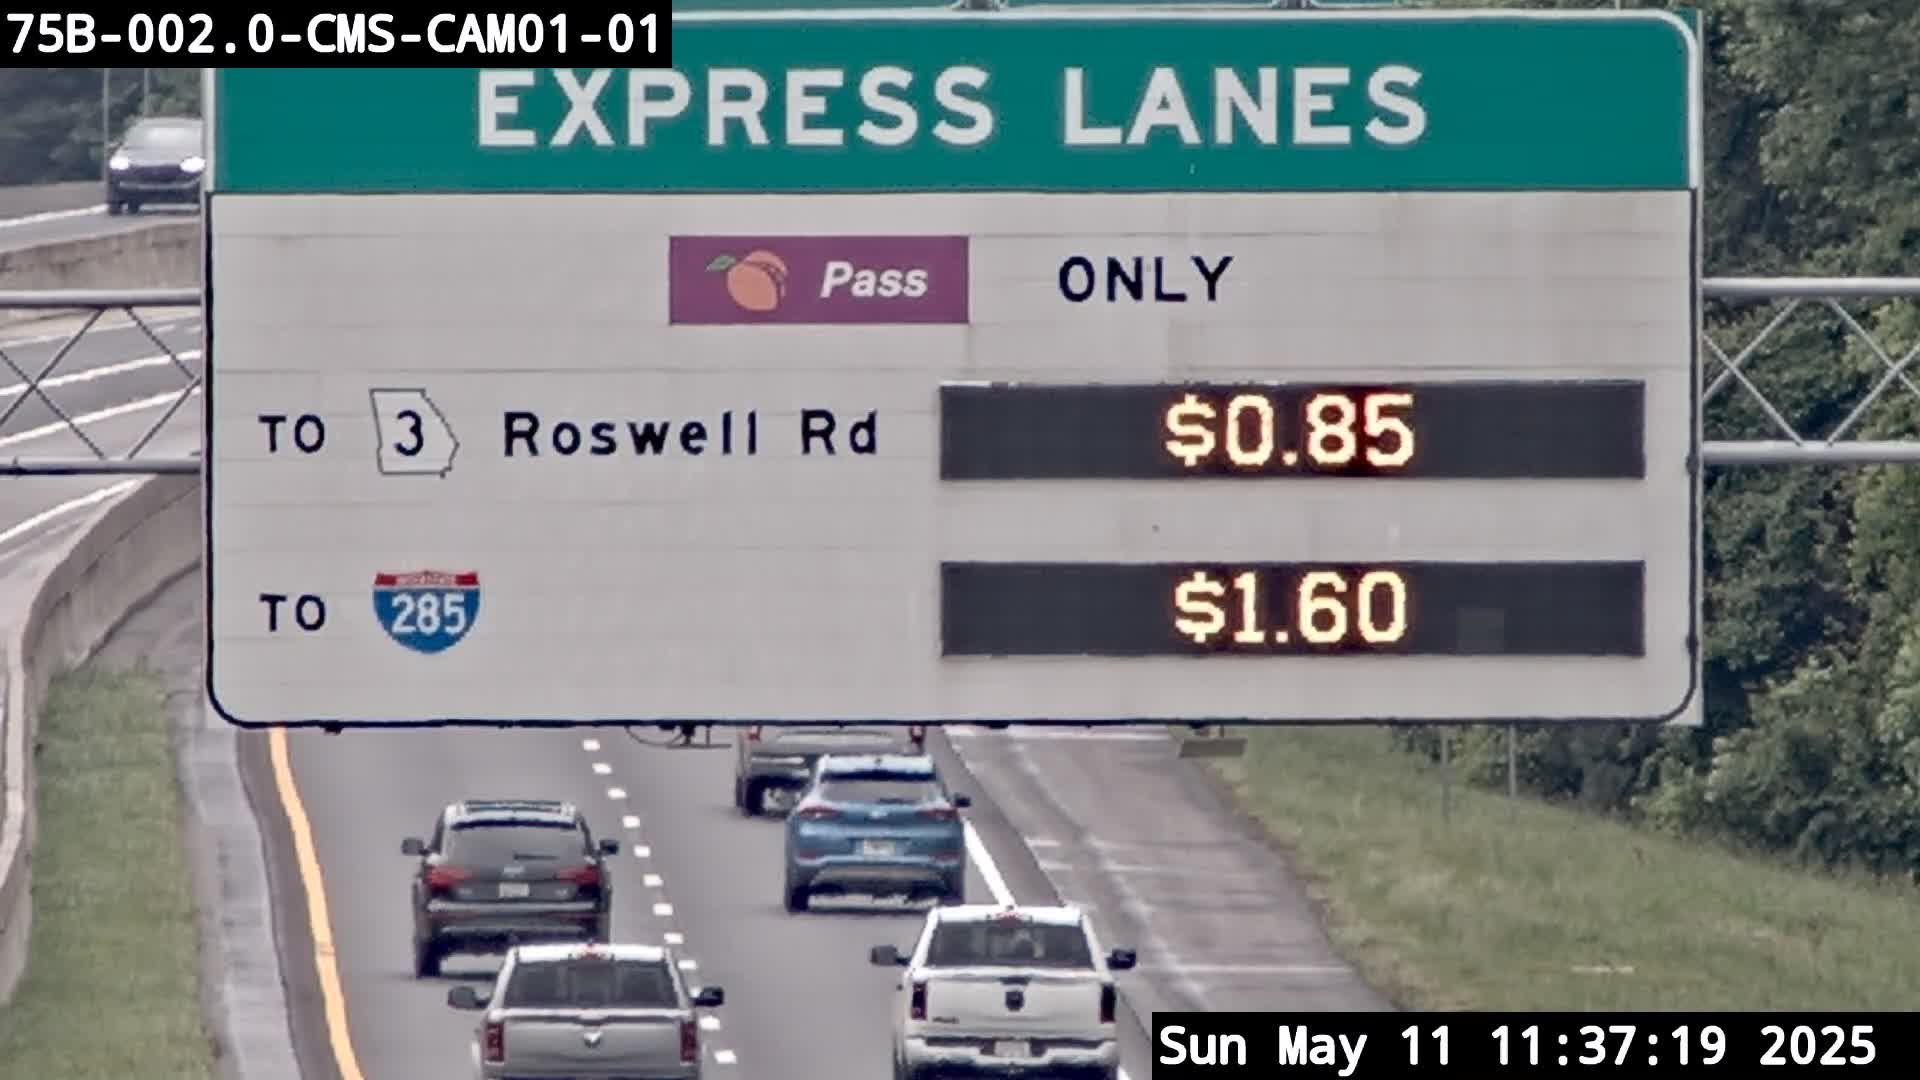 75B-002.0-CMS-CAM01-01
EXPRESS LANES
Pass ONLY
TO 3 Roswell Rd $0.85
TO 285 $1.60
Sun May 11 11:37:19 2025